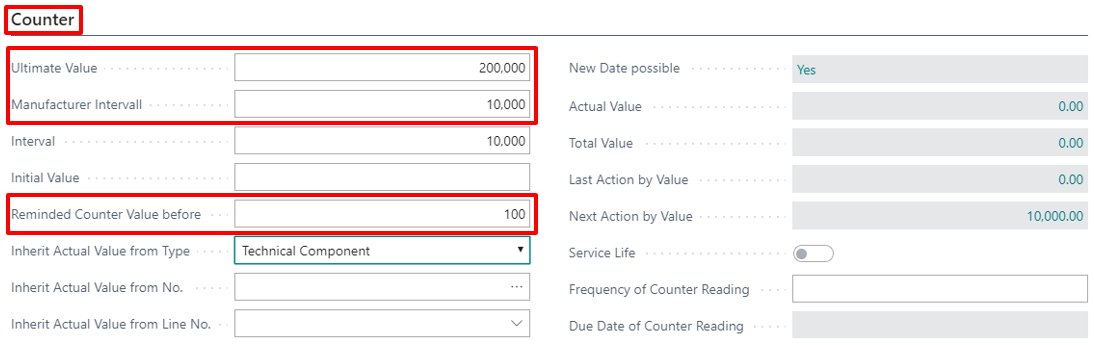 Counter
Ultimate Value 200,000
Manufacturer Intervall 10,000
Interval 10,000
Initial Value
Reminded Counter Value before 100
Inherit Actual Value from Type Technical Component
Inherit Actual Value from No. ...
Inherit Actual Value from Line No.
New Date possible Yes
Actual Value 0.00
Total Value 0.00
Last Action by Value 0.00
Next Action by Value 10,000.00
Service Life
Frequency of Counter Reading
Due Date of Counter Reading